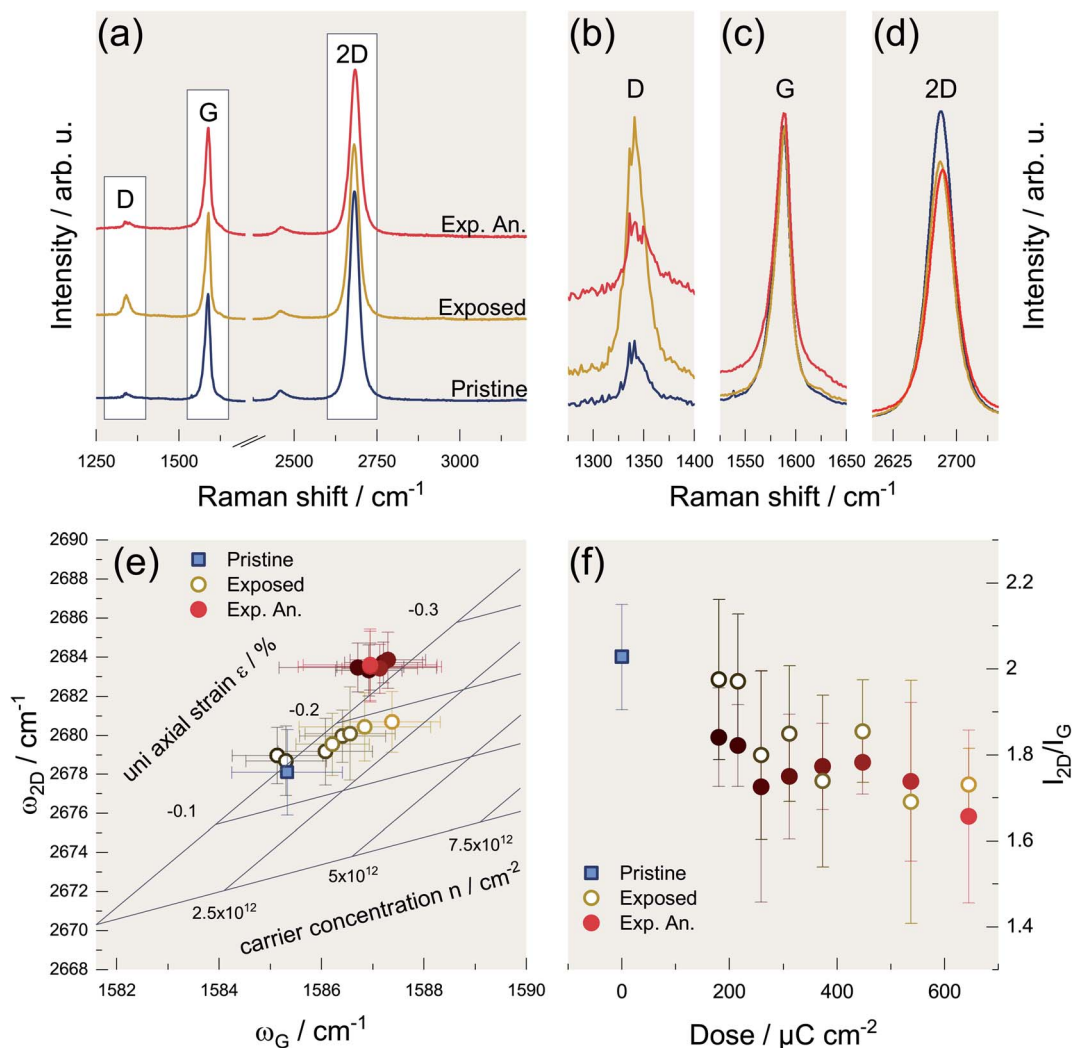 (a)
2D
G
D
Exp. An.
Exposed
Pristine
Intensity / arb. u.
1250 1500 2500 2750 3000
Raman shift / cm-1
(b) (c) (d)
D G 2D
Intensity / arb. u.
1300 1350 1400 1550 1600 1650 2625 2700
Raman shift / cm-1
(e)
Pristine
Exposed
Exp. An.
2690
2688
2686
2684
2682
2680
2678
2676
2674
2672
2670
2668
ω2D / cm-1
uni axial strain ε / %
-0.3
-0.2
-0.1
2.5x1012
5x1012
7.5x1012
carrier concentration n / cm-2
1582 1584 1586 1588 1590
ωG / cm-1
(f)
2.2
2
1.8
1.6
1.4
I2D/IG
Pristine
Exposed
Exp. An.
0 200 400 600
Dose / µC cm-2